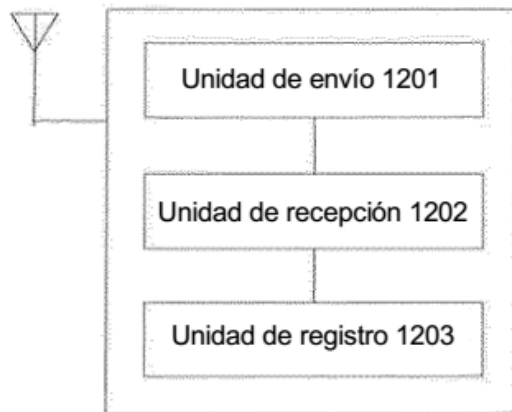 Unidad de envío 1201
Unidad de recepción 1202
Unidad de registro 1203